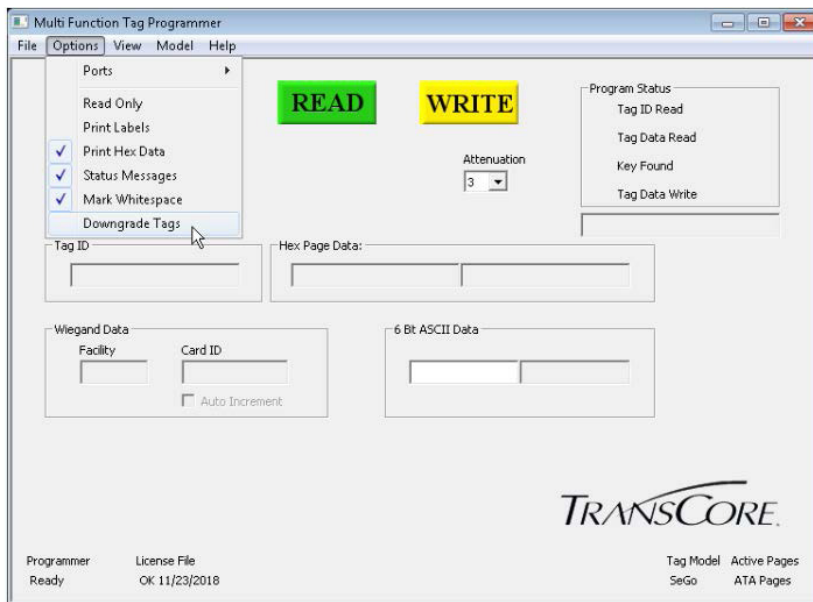 Multi Function Tag Programmer
File Options View Model Help
Ports
Read Only
Print Labels
Print Hex Data
Status Messages
Mark Whitespace
Downgrade Tags
READ
WRITE
Attenuation
3
Program Status
Tag ID Read
Tag Data Read
Key Found
Tag Data Write
Tag ID
Hex Page Data:
Wiegand Data
Facility Card ID
Auto Increment
6 Bt ASCII Data
TRANSCORE.
Programmer License File Tag Model Active Pages
Ready OK 11/23/2018 SeGo ATA Pages